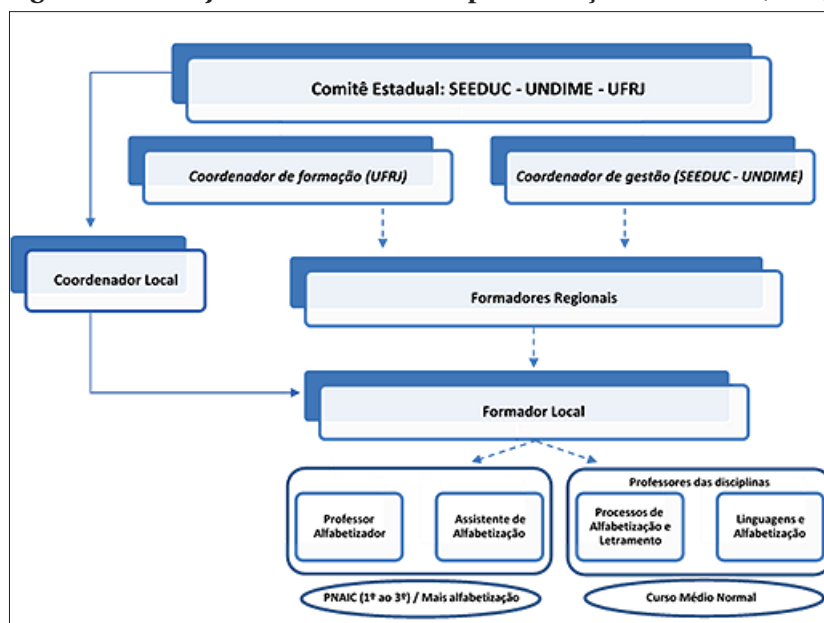 Comitê Estadual: SEEDUC - UNDIME - UFRJ
Coordenador de formação (UFRJ)
Coordenador de gestão (SEEDUC - UNDIME)
Coordenador Local
Formadores Regionais
Formador Local
Professores das disciplinas
Professor
Alfabetizador
Assistente de
Alfabetização
Processos de
Alfabetização e
Letramento
Linguagens e
Alfabetização
PNAIC (1º ao 3º) / Mais alfabetização
Curso Médio Normal